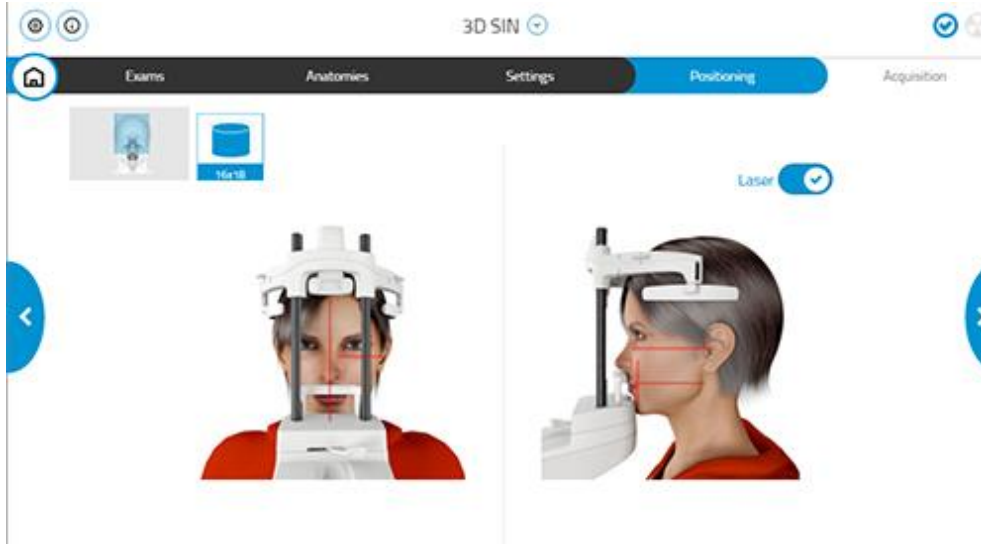 3D SIN
Exams Anatomies Settings Positioning Acquisition
16x18
Laser